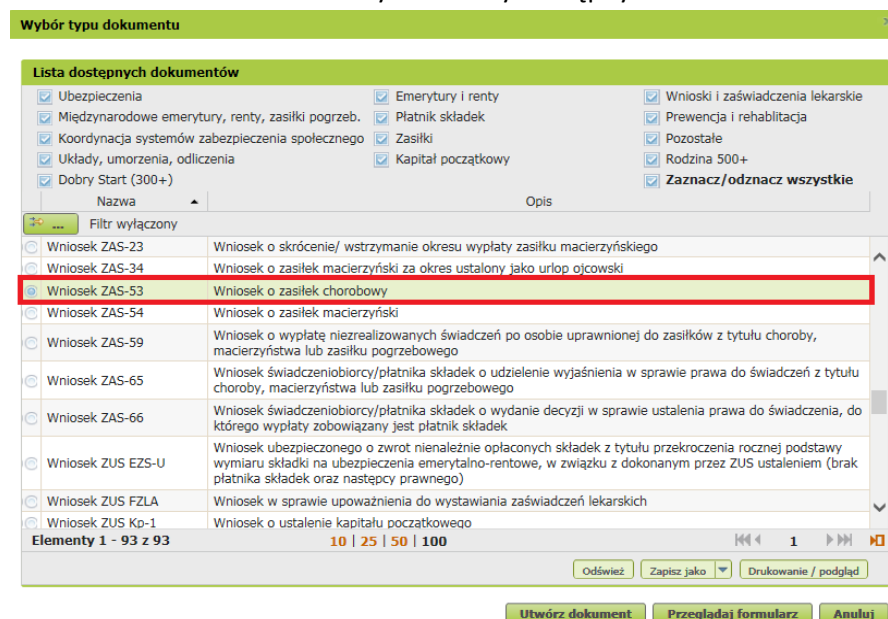 Wybór typu dokumentu
Lista dostępnych dokumentów
Ubezpieczenia
Emerytury i renty
Wnioski i zaświadczenia lekarskie
Międzynarodowe emerytury, renty, zasiłki pogrzeb.
Płatnik składek
Prewencja i rehabilitacja
Koordynacja systemów zabezpieczenia społecznego
Zasiłki
Pozostałe
Układy, umorzenia, odliczenia
Kapitał początkowy
Rodzina 500+
Dobry Start (300+)
Zaznacz/odznacz wszystkie
Nazwa
Opis
... Filtr wyłączony
Wniosek ZAS-23
Wniosek o skrócenie/ wstrzymanie okresu wypłaty zasiłku macierzyńskiego
Wniosek ZAS-34
Wniosek o zasiłek macierzyński za okres ustalony jako urlop ojcowski
Wniosek ZAS-53
Wniosek o zasiłek chorobowy
Wniosek ZAS-54
Wniosek o zasiłek macierzyński
Wniosek ZAS-59
Wniosek o wypłatę niezrealizowanych świadczeń po osobie uprawnionej do zasiłków z tytułu choroby,
macierzyństwa lub zasiłku pogrzebowego
Wniosek ZAS-65
Wniosek świadczeniobiorcy/płatnika składek o udzielenie wyjaśnienia w sprawie prawa do świadczeń z tytułu
choroby, macierzyństwa lub zasiłku pogrzebowego
Wniosek ZAS-66
Wniosek świadczeniobiorcy/płatnika składek o wydanie decyzji w sprawie ustalenia prawa do świadczenia, do
którego wypłaty zobowiązany jest płatnik składek
Wniosek ZUS EZS-U
Wniosek ubezpieczonego o zwrot nienależnie opłaconych składek z tytułu przekroczenia rocznej podstawy
wymiaru składki na ubezpieczenia emerytalno-rentowe, w związku z dokonanym przez ZUS ustaleniem (brak
płatnika składek oraz następcy prawnego)
Wniosek ZUS FZLA
Wniosek w sprawie upoważnienia do wystawiania zaświadczeń lekarskich
Wniosek ZUS Kp-1
Wniosek o ustalenie kapitału początkowego
Elementy 1 - 93 z 93
10 | 25 | 50 | 100
1
Odśwież
Zapisz jako
Drukowanie / podgląd
Utwórz dokument
Przeglądaj formularz
Anuluj